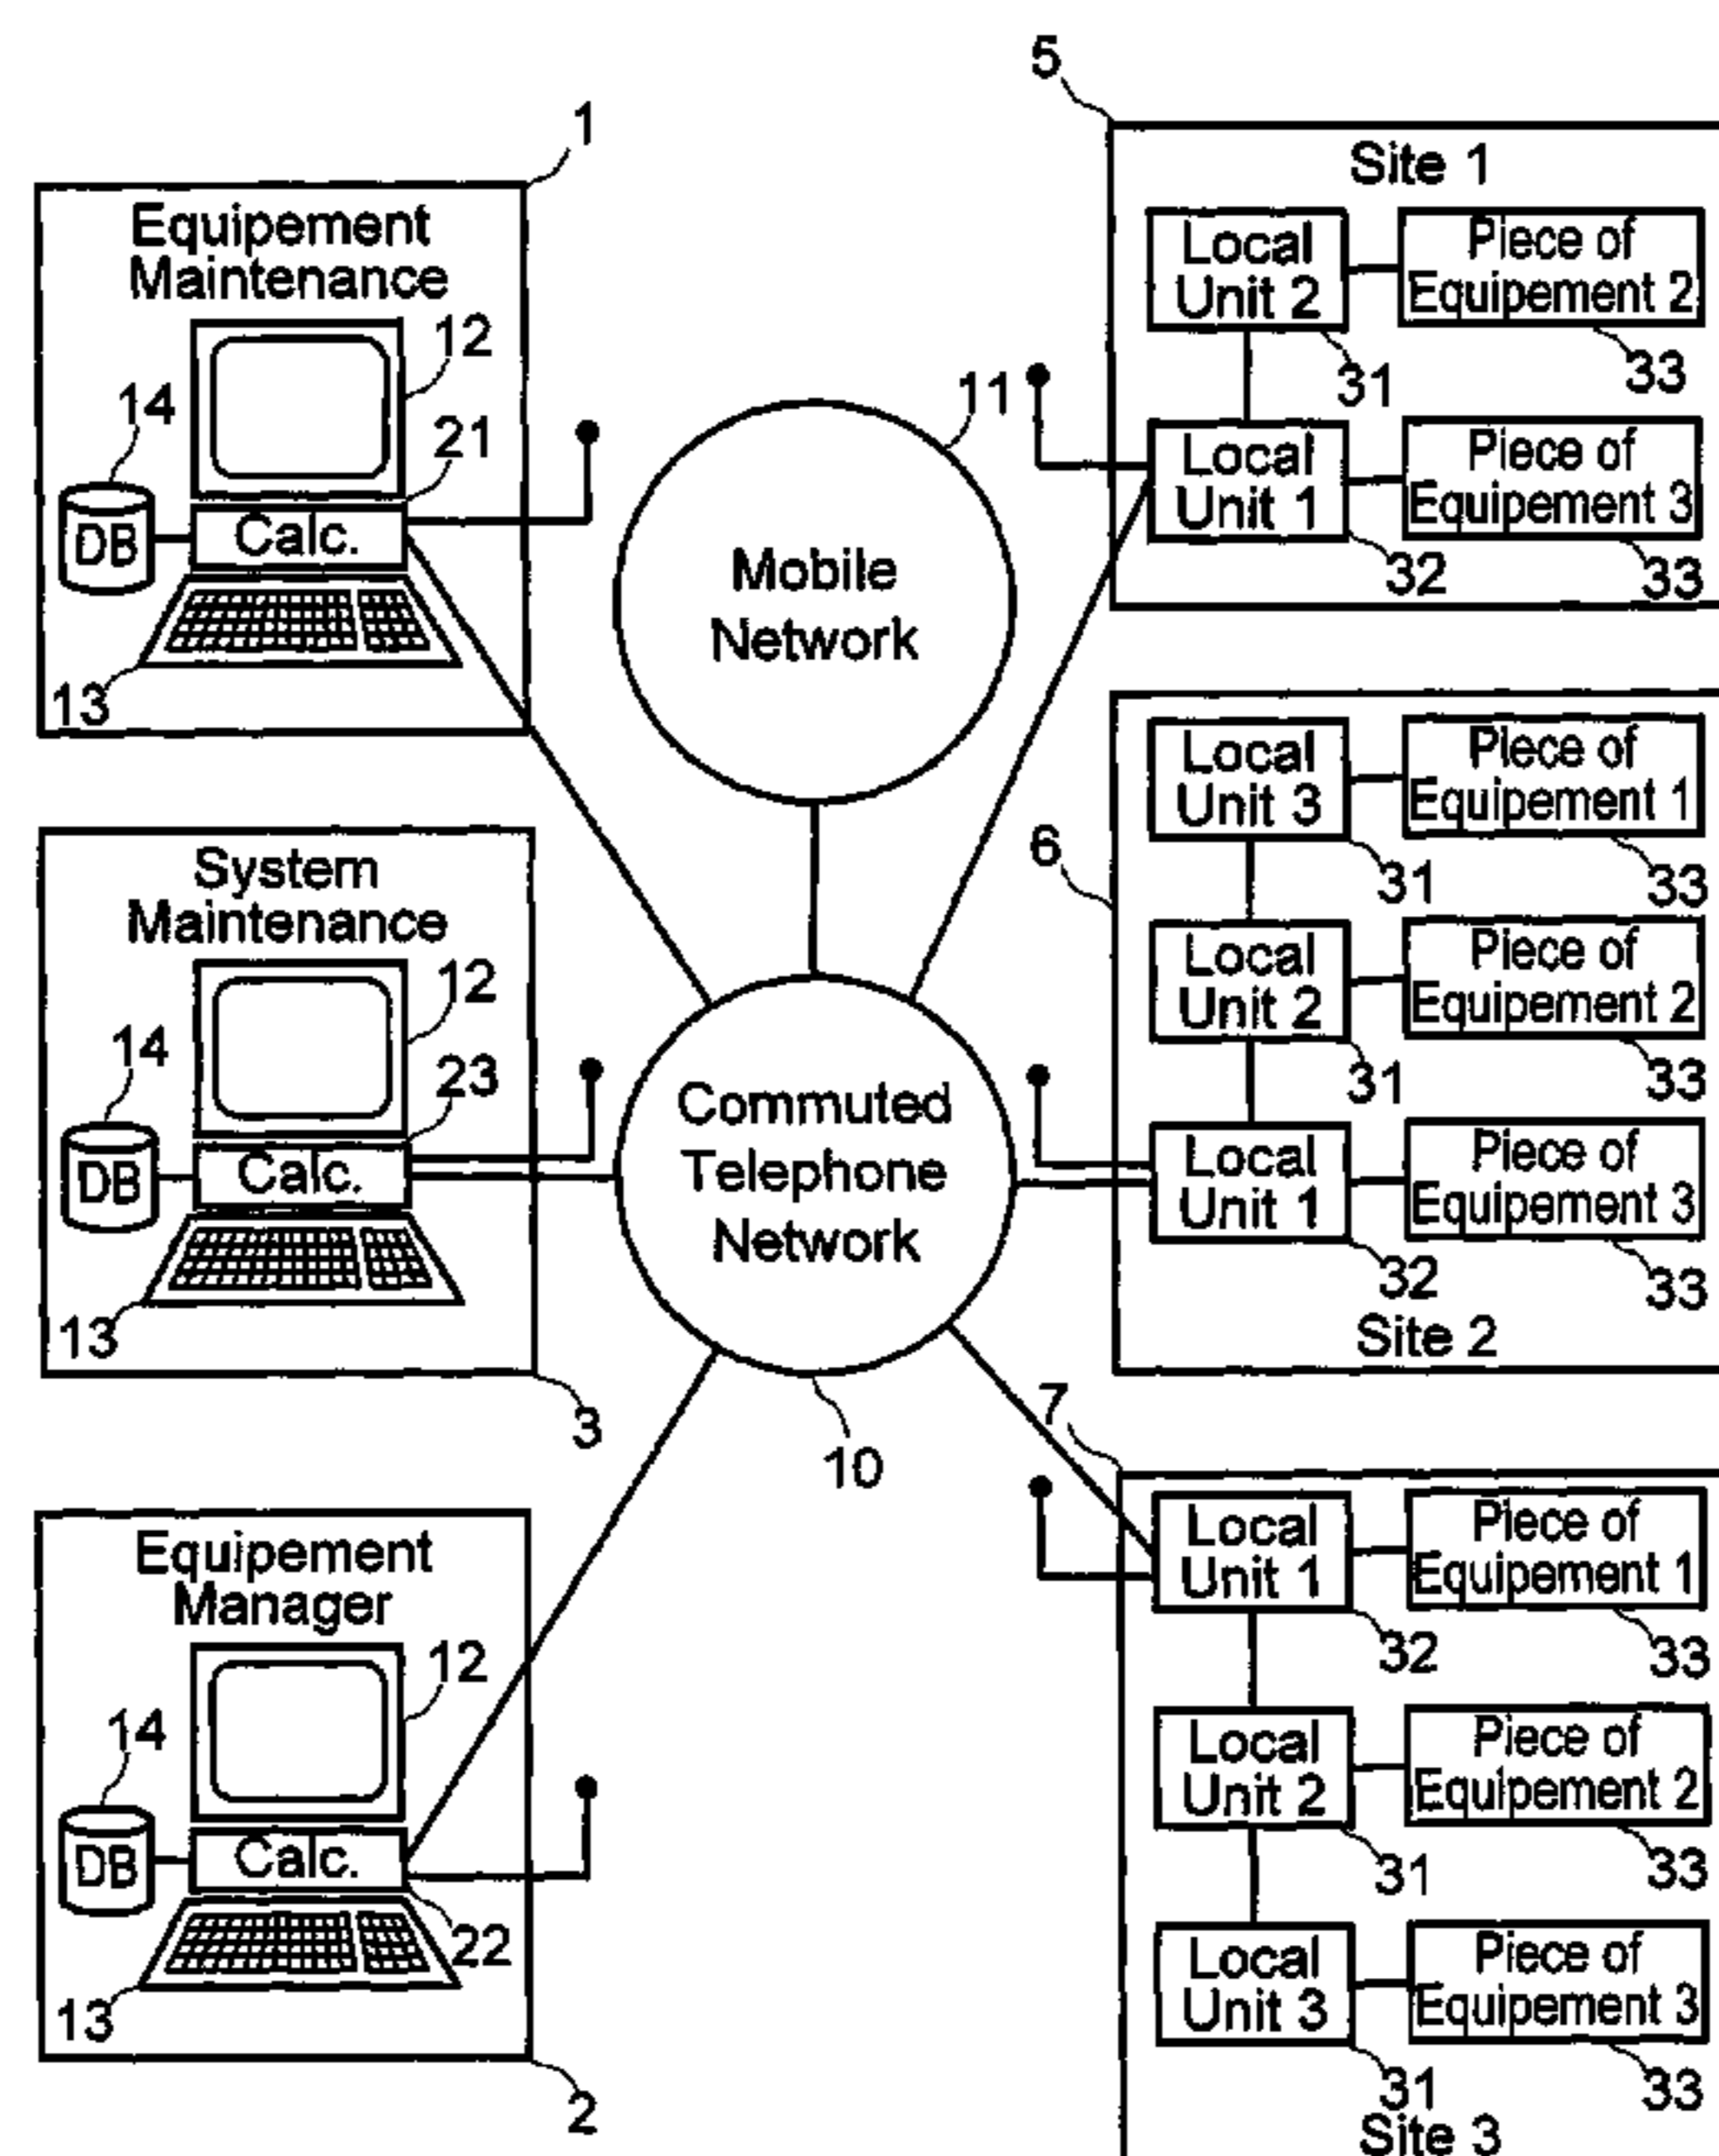 1
Equipement
Maintenance
12
14
21
DB
Calc.
13
System
Maintenance
12
14
23
DB
Calc.
13
3
Equipement
Manager
12
14
DB
Calc.
22
13
2
11
Mobile
Network
Commuted
Telephone
Network
10
5
Site 1
Local
Unit 2
Piece of
Equipement 2
31
33
Local
Unit 1
Piece of
Equipement 3
32
33
6
Local
Unit 3
Piece of
Equipement 1
31
33
Local
Unit 2
Piece of
Equipement 2
31
33
Local
Unit 1
Piece of
Equipement 3
32
33
Site 2
7
Local
Unit 1
Piece of
Equipement 1
32
33
Local
Unit 2
Piece of
Equipement 2
31
33
Local
Unit 3
Piece of
Equipement 3
31
33
Site 3